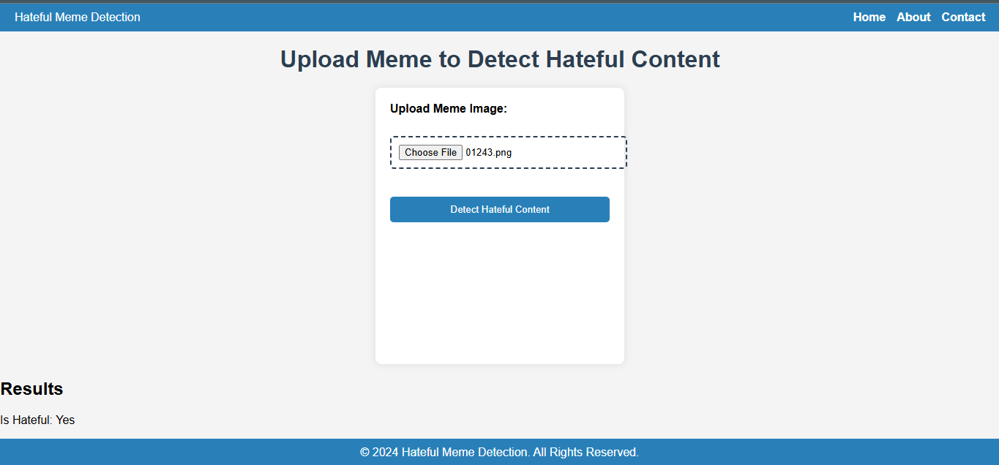 Hateful Meme Detection
Home About Contact
Upload Meme to Detect Hateful Content
Upload Meme Image:
Choose File 01243.png
Detect Hateful Content
Results
Is Hateful: Yes
© 2024 Hateful Meme Detection. All Rights Reserved.